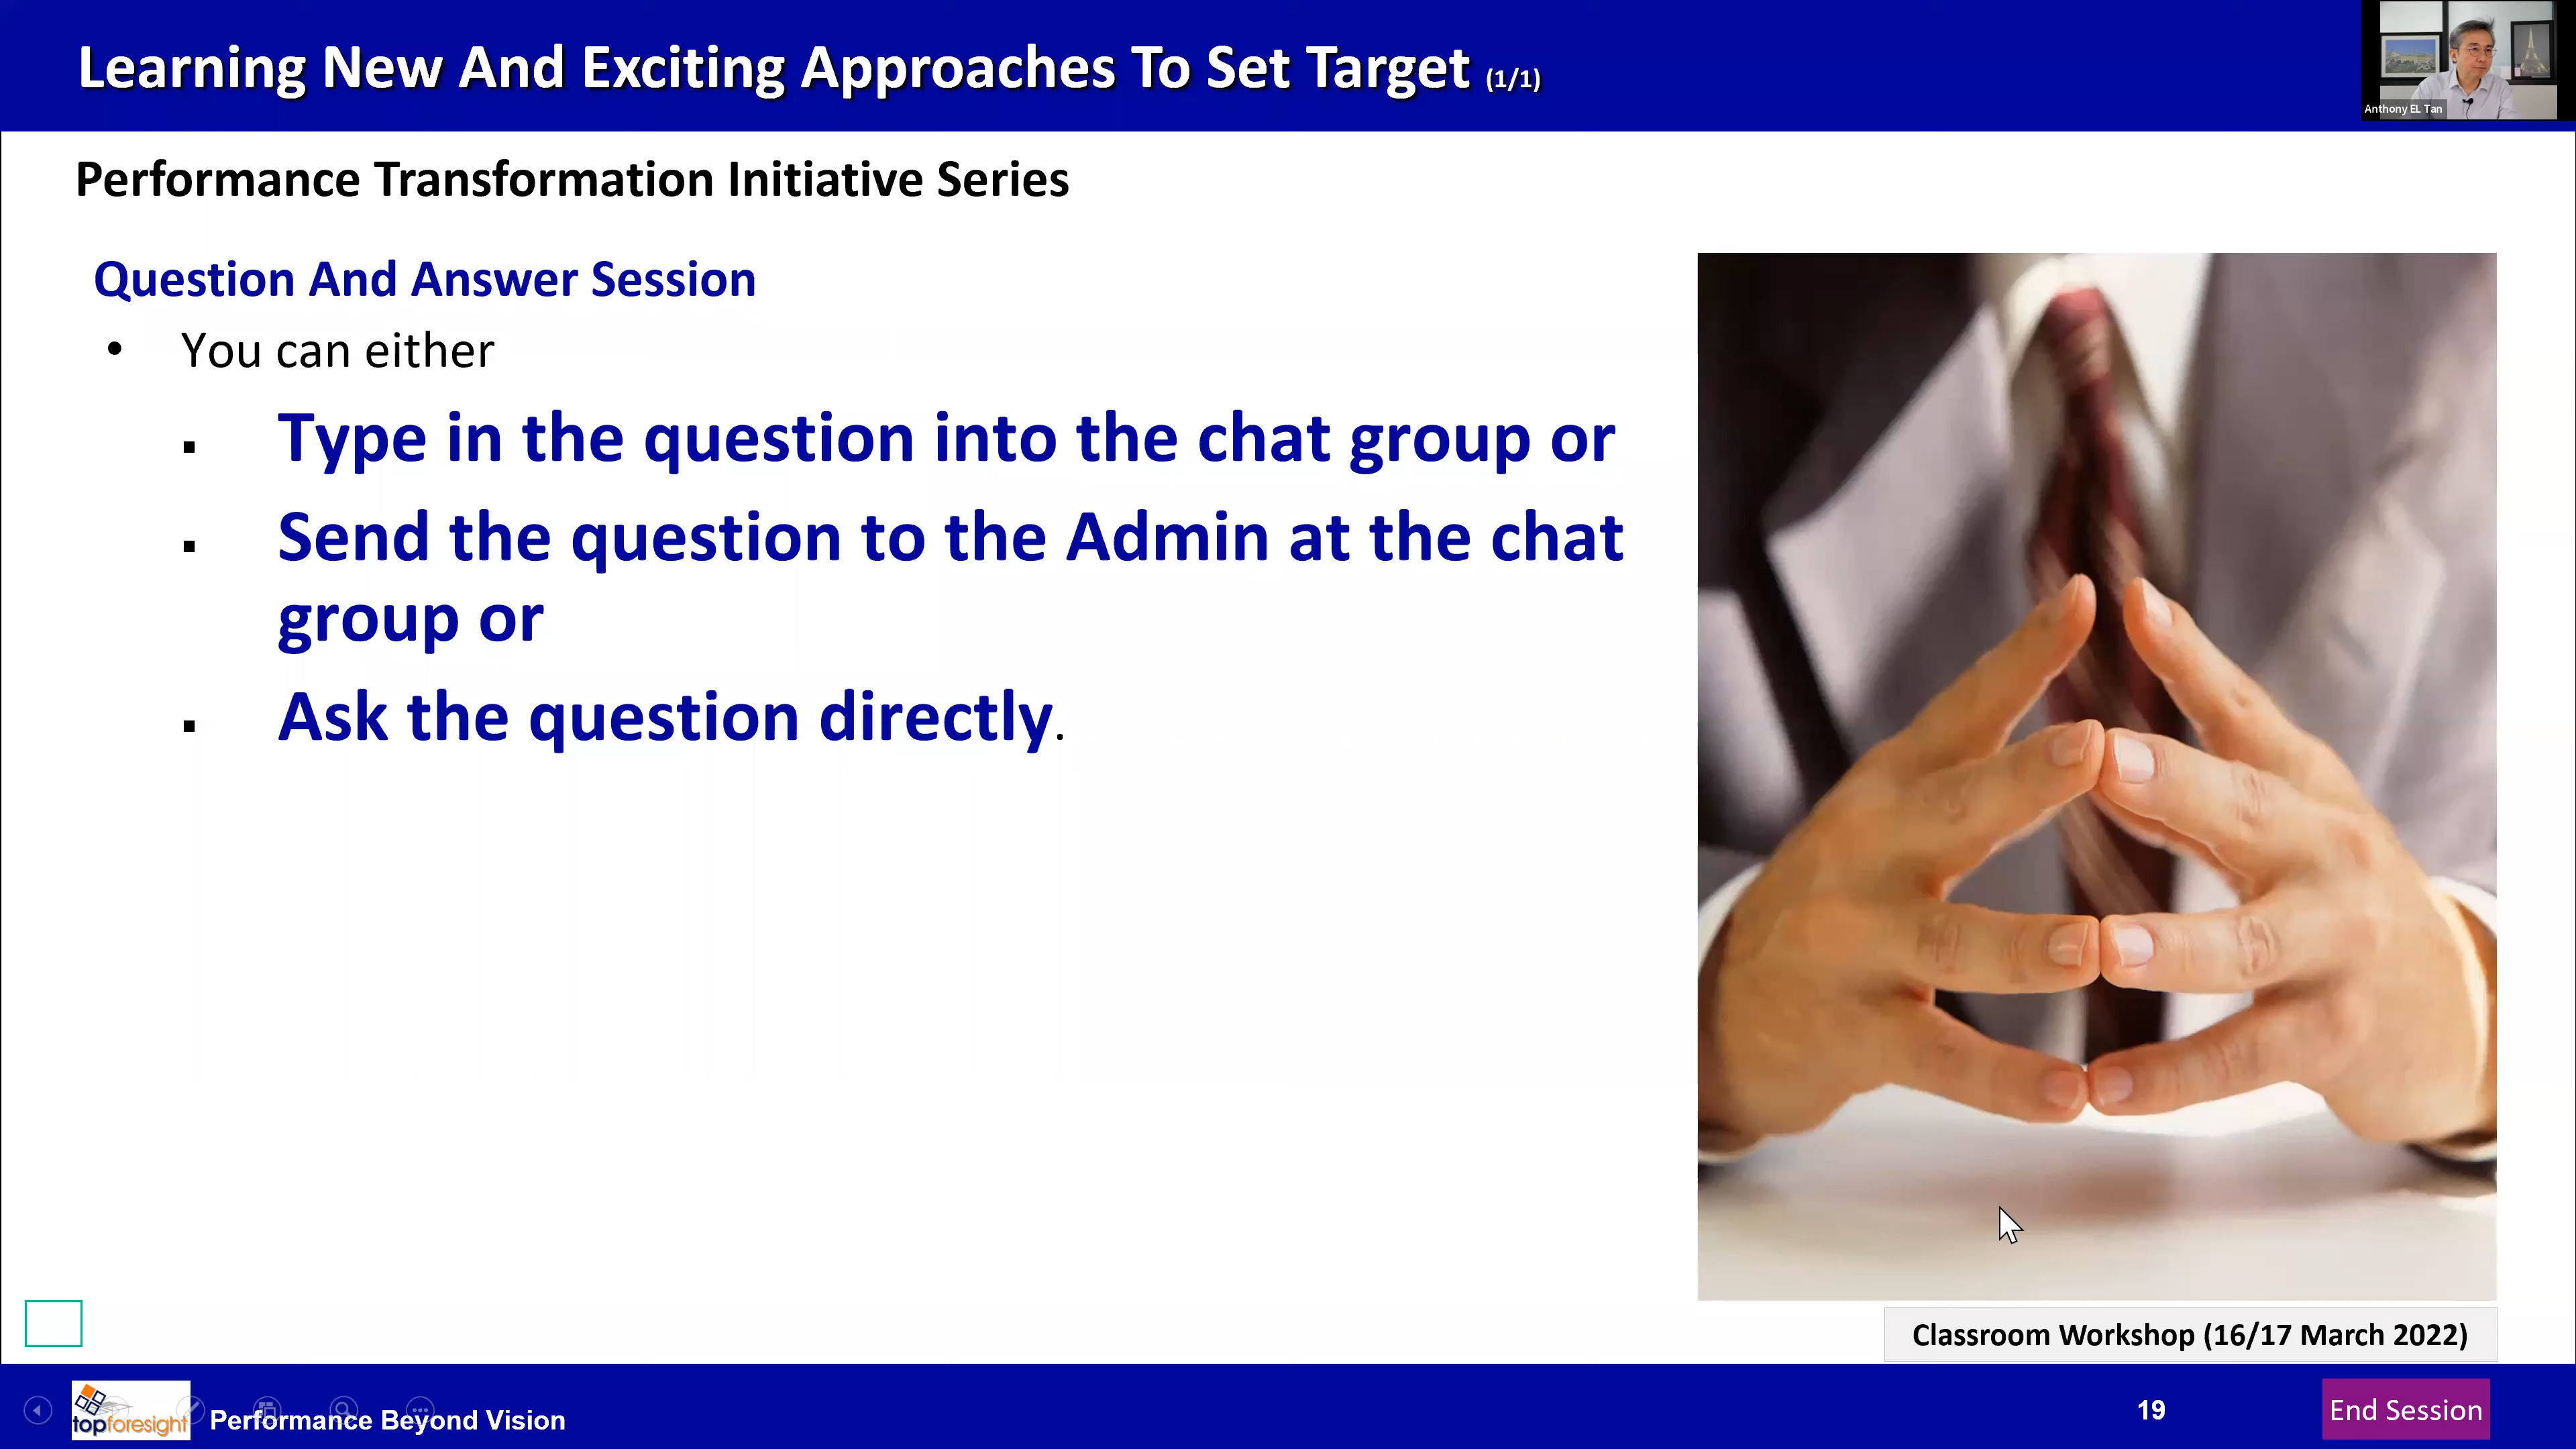 Learning New And Exciting Approaches To Set Target (1/1)
Anthony EL Tan
Performance Transformation Initiative Series
Question And Answer Session
• You can either
▪ Type in the question into the chat group or
▪ Send the question to the Admin at the chat
group or
▪ Ask the question directly.
Classroom Workshop (16/17 March 2022)
topforesight
Performance Beyond Vision
19
End Session